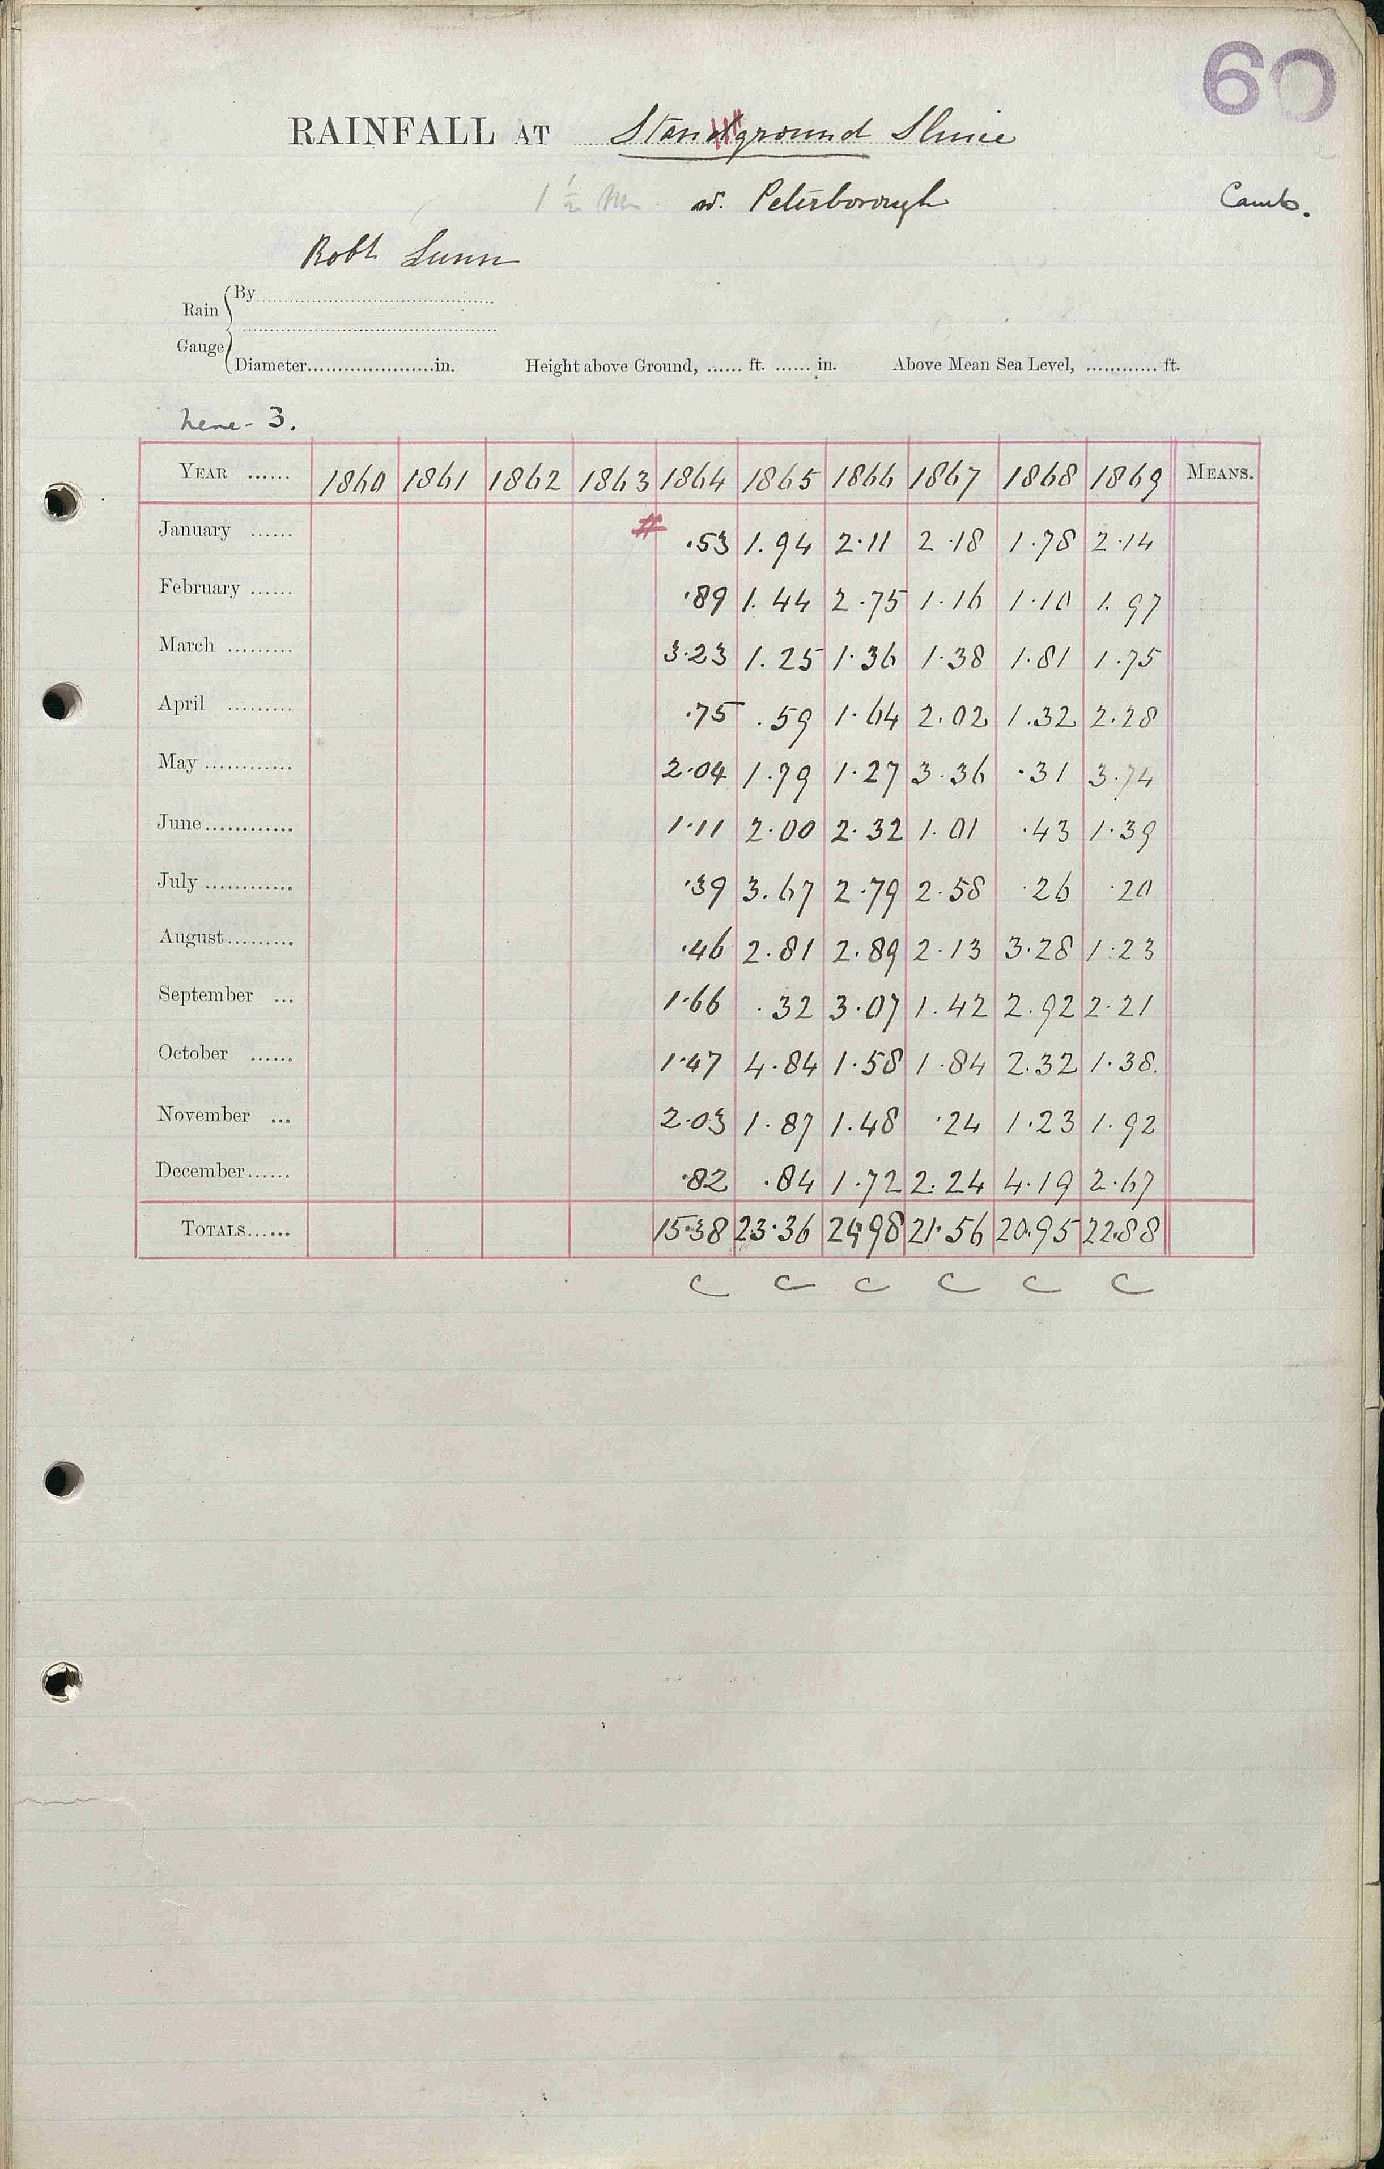 60
RAINFALL AT Standground Sluice
1 1/2 M nr. Peterborough Camb.
Robt Lunn
Rain Gauge
By
Diameter in. Height above Ground, ...... ft. ...... in. Above Mean Sea Level, ............ ft.
Nene 3.
YEAR ...... 1860 1861 1862 1863 1864 1865 1866 1867 1868 1869 MEANS.
January ...... # .53 1.94 2.11 2.18 1.78 2.14
February ...... .89 1.44 2.75 1.16 1.10 1.97
March ......... 3.23 1.25 1.36 1.38 1.81 1.75
April ......... .75 .59 1.64 2.02 1.32 2.28
May ............ 2.04 1.79 1.27 3.36 .31 3.74
June ............ 1.11 2.00 2.32 1.01 .43 1.39
July ............ .39 3.67 2.79 2.58 .26 .20
August ......... .46 2.81 2.89 2.13 3.28 1.23
September ... 1.66 .32 3.07 1.42 2.92 2.21
October ...... 1.47 4.84 1.58 1.84 2.32 1.38
November ... 2.03 1.87 1.48 .24 1.23 1.92
December ...... .82 .84 1.72 2.24 4.19 2.67
TOTALS ...... 15.38 23.36 24.98 21.56 20.95 22.88
C C C C C C